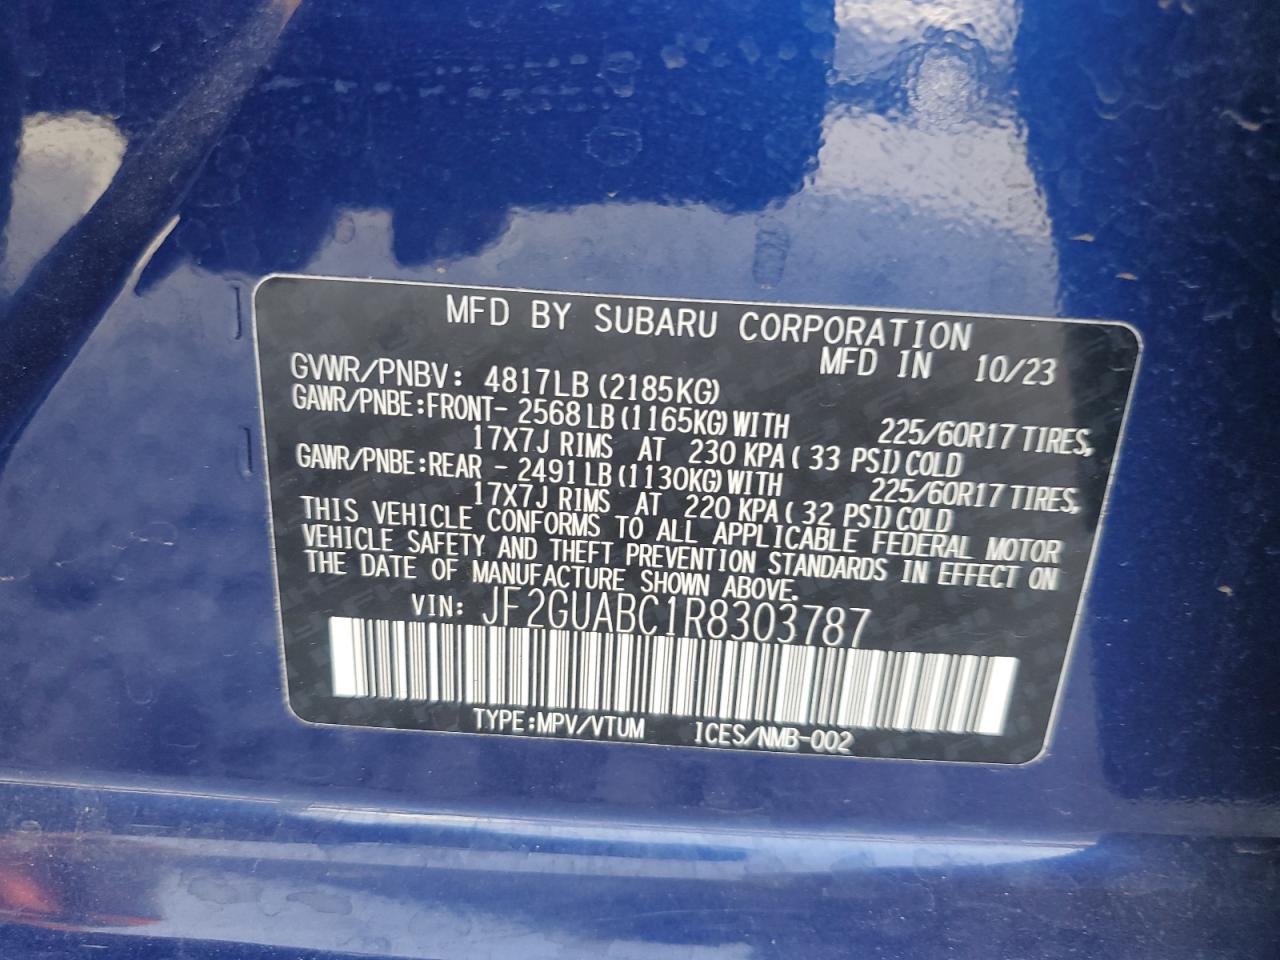 MFD BY SUBARU CORPORATION
MFD IN 10/23
GVWR/PNBV: 4817LB (2185KG)
GAWR/PNBE:FRONT- 2568 LB (1165KG) WITH 225/60R17 TIRES,
17X7J RIMS AT 230 KPA ( 33 PSI) COLD
GAWR/PNBE:REAR - 2491 LB (1130KG) WITH 225/60R17 TIRES,
17X7J RIMS AT 220 KPA ( 32 PSI) COLD
THIS VEHICLE CONFORMS TO ALL APPLICABLE FEDERAL MOTOR
VEHICLE SAFETY AND THEFT PREVENTION STANDARDS IN EFFECT ON
THE DATE OF MANUFACTURE SHOWN ABOVE.
VIN: JF2GUABC1R8303787
TYPE:MPV/VTUM ICES/NMB-002